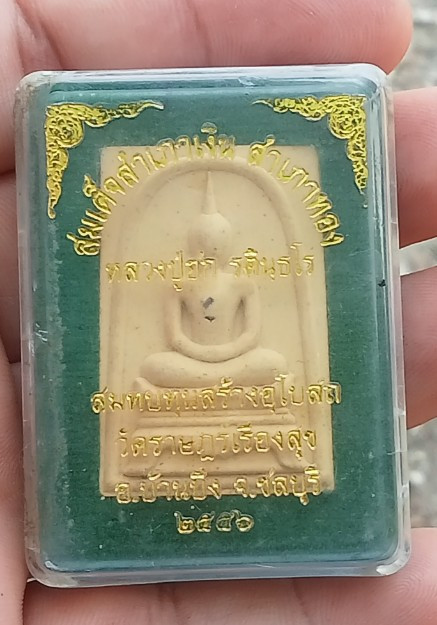 สมเด็จสำเภาเงิน สำเภาทอง
หลวงปู่ฮก รตินฺธโร
สมทบทุนสร้างอุโบสถ
วัดราษฎร์เรืองสุข
อ.บ้านบึง จ.ชลบุรี
๒๕๕๖